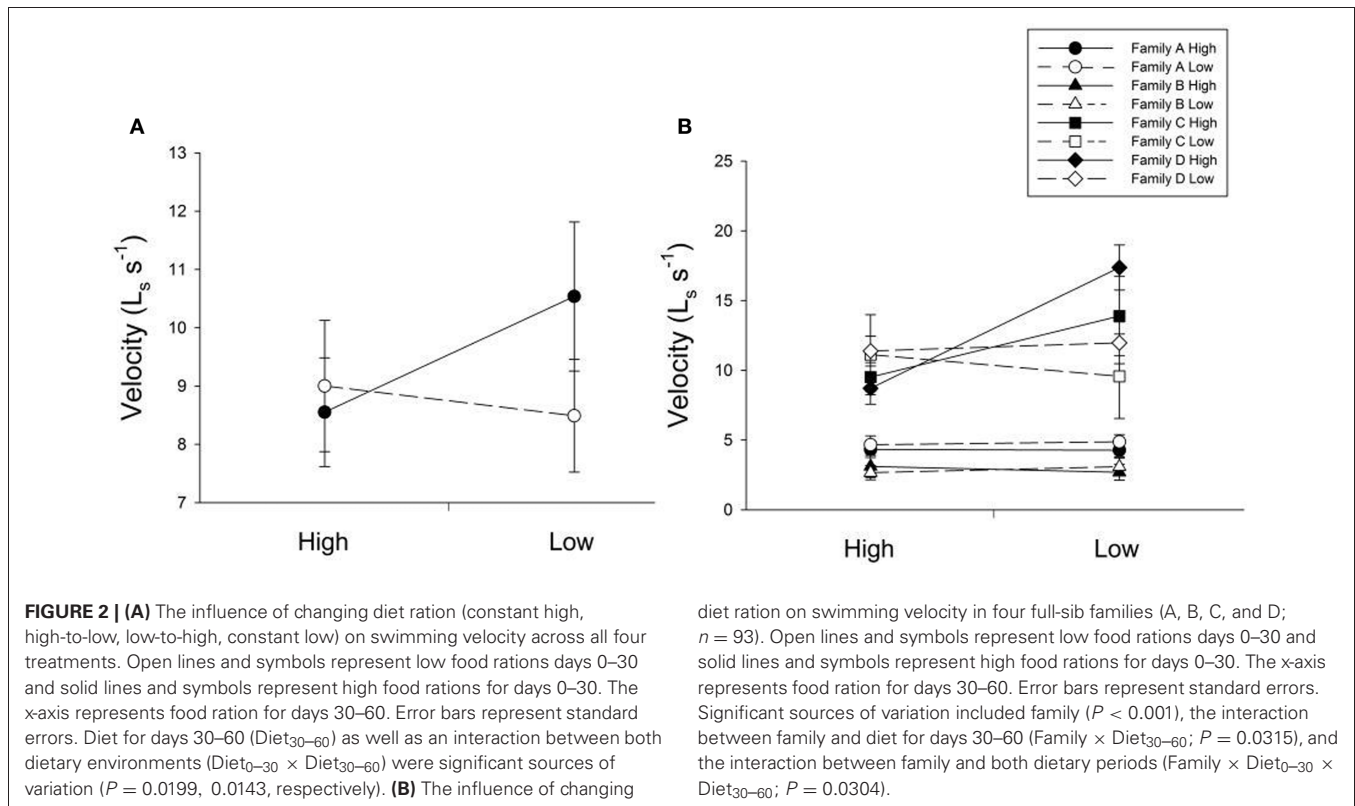 Family A High
Family A Low
Family B High
Family B Low
Family C High
Family C Low
Family D High
Family D Low
A
13
12
11
10
9
8
7
Velocity (Ls s-1)
High
Low
B
25
20
15
10
5
0
Velocity (Ls s-1)
High
Low
FIGURE 2 | (A) The influence of changing diet ration (constant high,
high-to-low, low-to-high, constant low) on swimming velocity across all four
treatments. Open lines and symbols represent low food rations days 0–30
and solid lines and symbols represent high food rations for days 0–30. The
x-axis represents food ration for days 30–60. Error bars represent standard
errors. Diet for days 30–60 (Diet30–60) as well as an interaction between both
dietary environments (Diet0–30 × Diet30–60) were significant sources of
variation (P = 0.0199, 0.0143, respectively). (B) The influence of changing
diet ration on swimming velocity in four full-sib families (A, B, C, and D;
n = 93). Open lines and symbols represent low food rations days 0–30 and
solid lines and symbols represent high food rations for days 0–30. The x-axis
represents food ration for days 30–60. Error bars represent standard errors.
Significant sources of variation included family (P < 0.001), the interaction
between family and diet for days 30–60 (Family × Diet30–60; P = 0.0315), and
the interaction between family and both dietary periods (Family × Diet0–30 ×
Diet30–60; P = 0.0304).